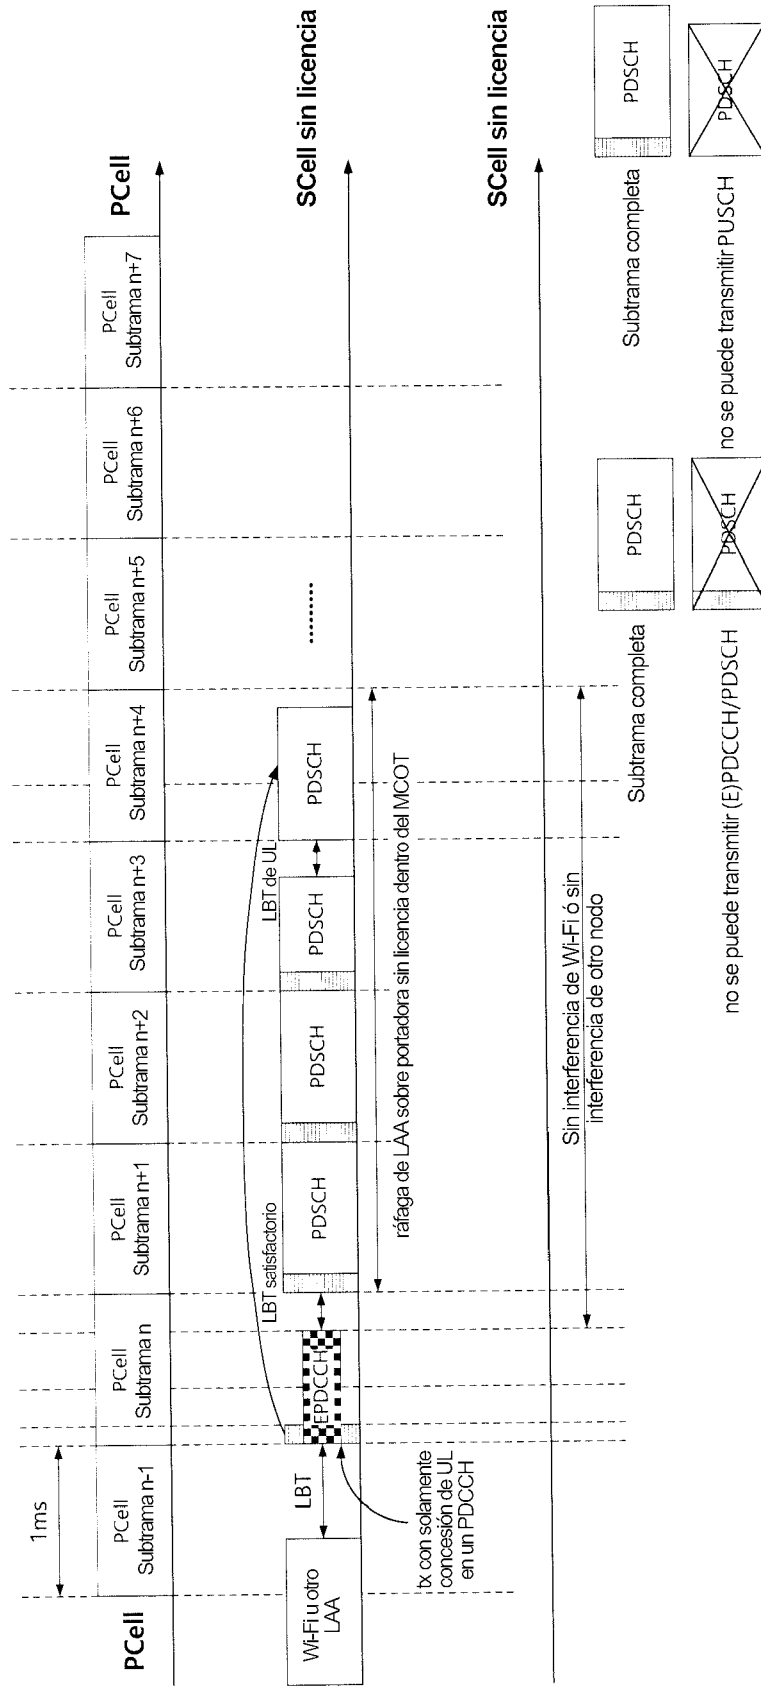 1ms
PCell
PCell
Subtrama n-1
PCell
Subtrama n
PCell
Subtrama n+1
PCell
Subtrama n+2
PCell
Subtrama n+3
PCell
Subtrama n+4
PCell
Subtrama n+5
PCell
Subtrama n+6
PCell
Subtrama n+7
PCell
Wi-Fi u otro
LAA
LBT
EPDCCH
LBT satisfactorio
PDSCH
PDSCH
PDSCH
LBT de UL
PDSCH
.........
SCell sin licencia
tx con solamente
concesión de UL
en un PDCCH
ráfaga de LAA sobre portadora sin licencia dentro del MCOT
SCell sin licencia
Sin interferencia de Wi-Fi ó sin
interferencia de otro nodo
Subtrama completa
PDSCH
Subtrama completa
PDSCH
no se puede transmitir (E)PDCCH/PDSCH
PDSCH
no se puede transmitir PUSCH
PDSCH